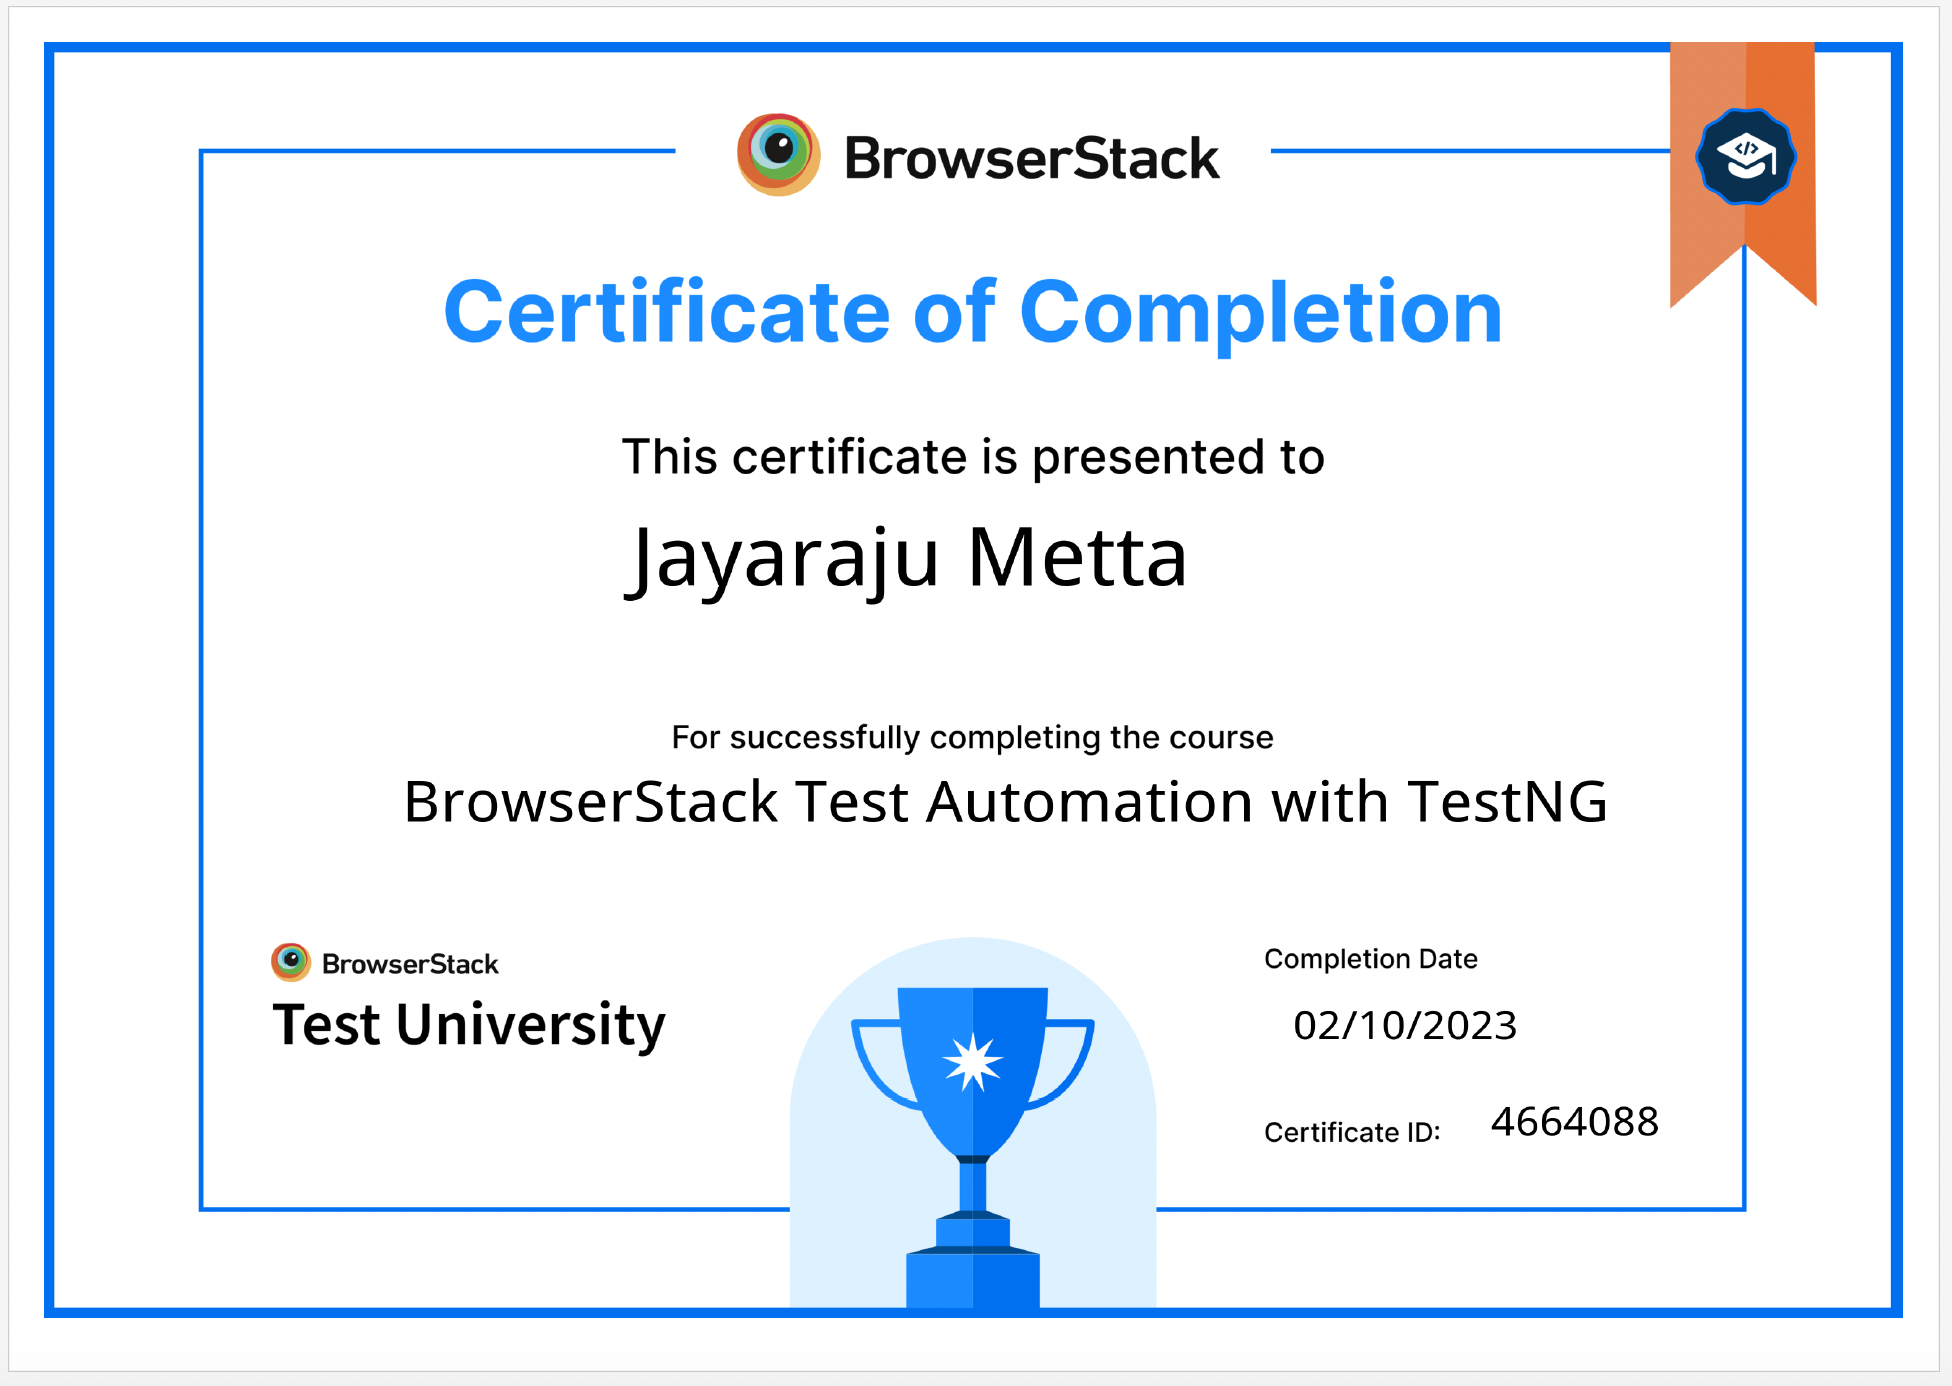 BrowserStack
</>
Certificate of Completion
This certificate is presented to
Jayaraju Metta
For successfully completing the course
BrowserStack Test Automation with TestNG
BrowserStack
Test University
Completion Date
02/10/2023
Certificate ID: 4664088